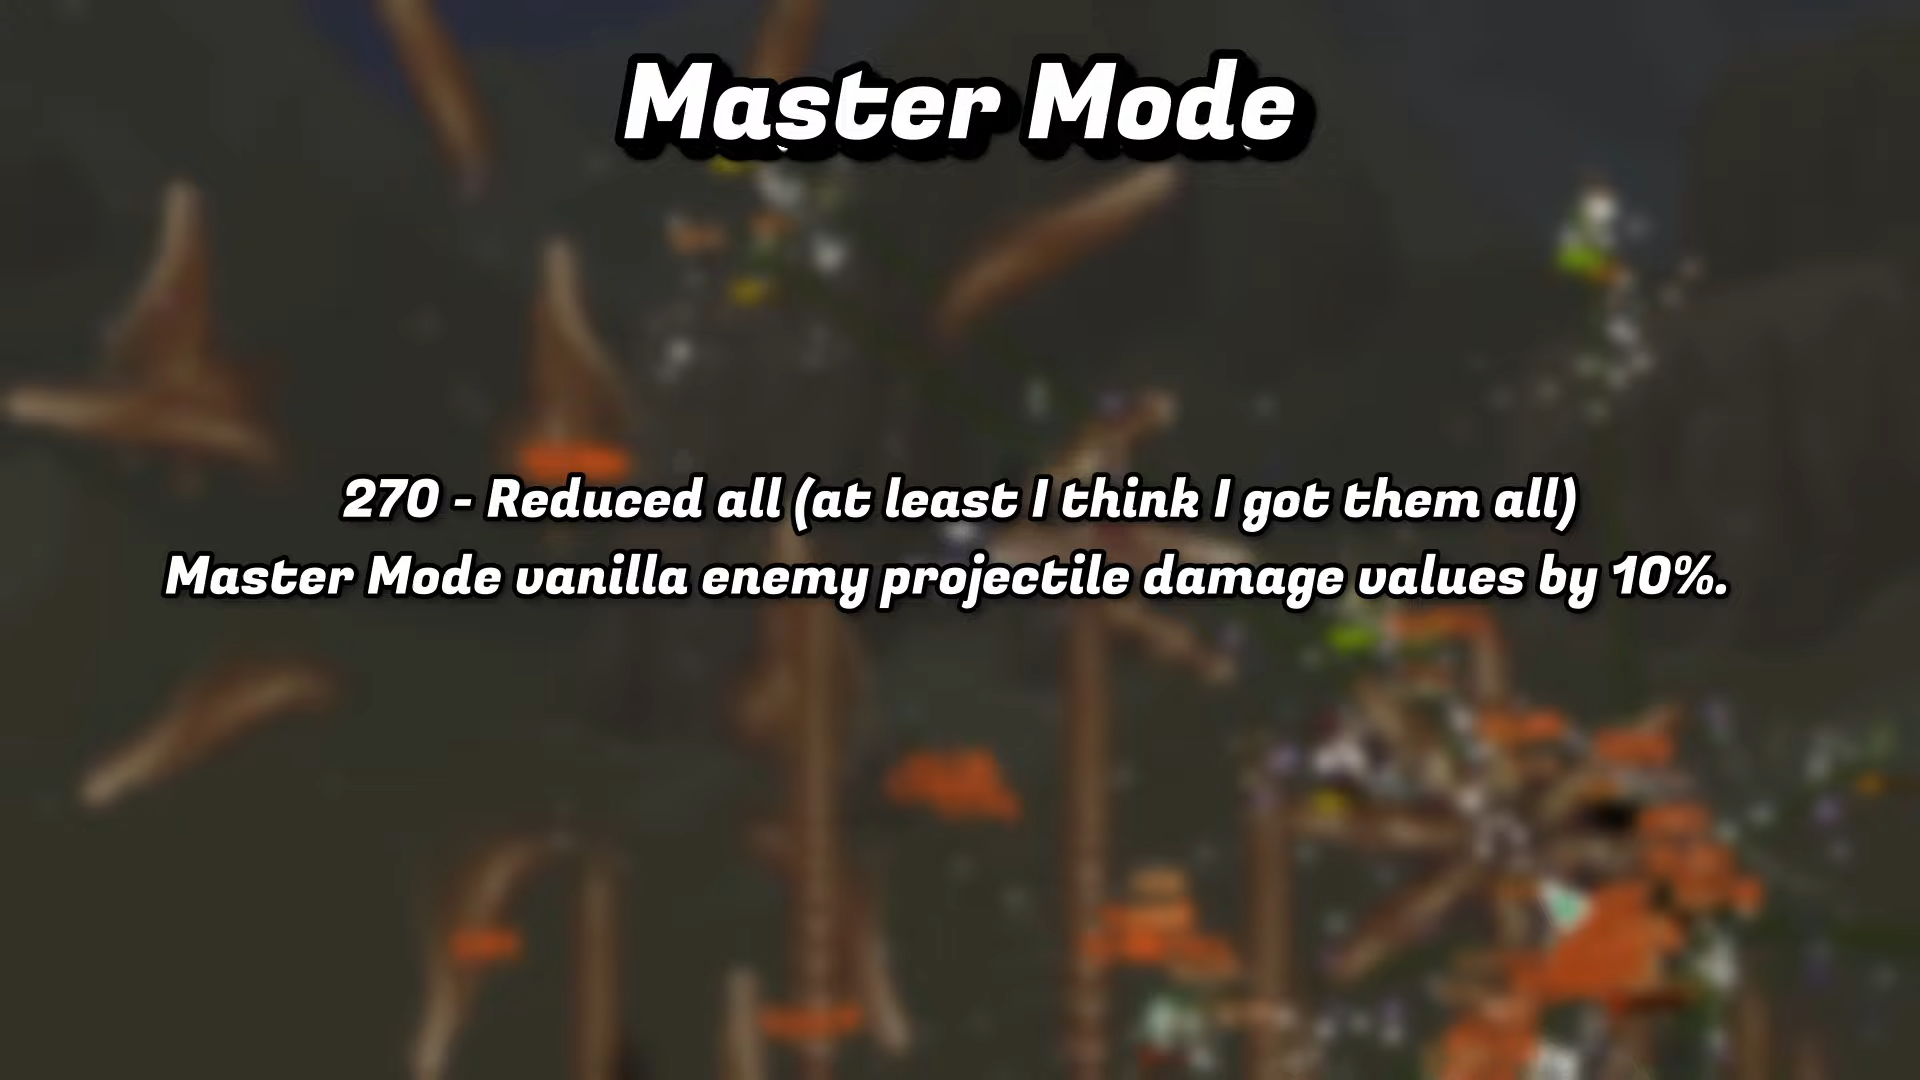 Master Mode
270 - Reduced all (at least I think I got them all)
Master Mode vanilla enemy projectile damage values by 10%.